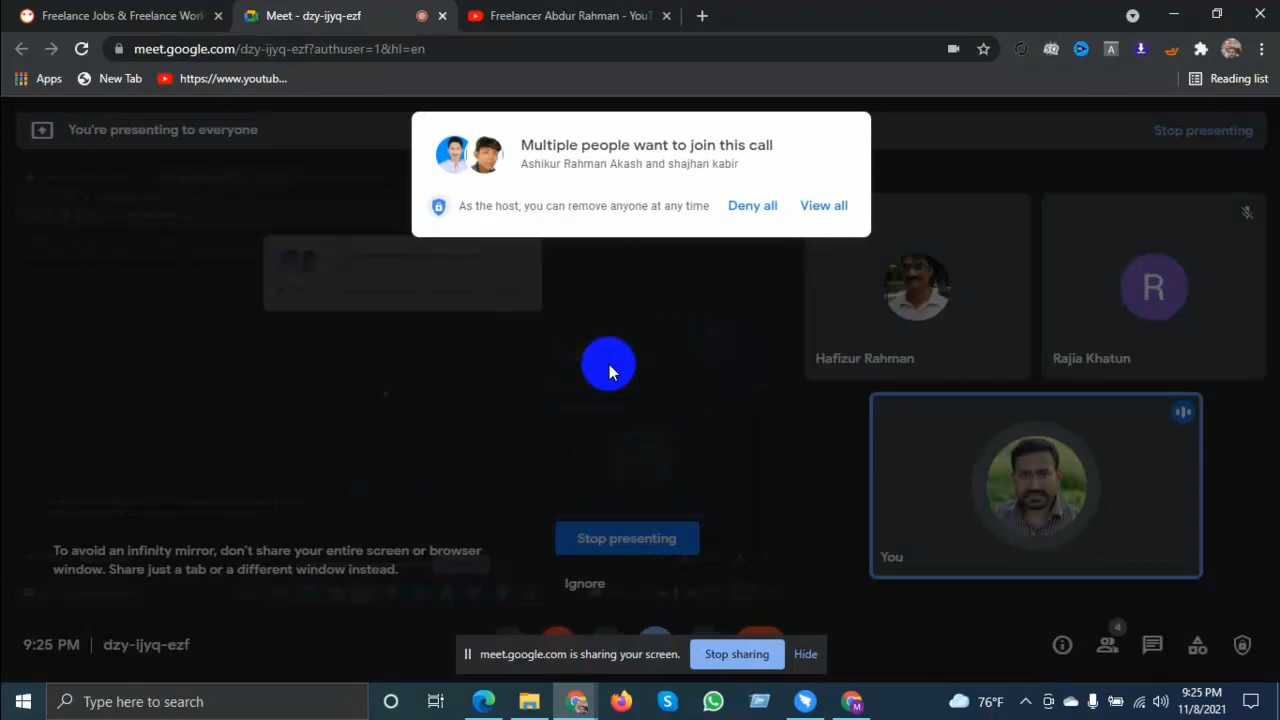 Freelance Jobs & Freelance Work
Meet - dzy-ijyq-ezf
Freelancer Abdur Rahman - YouT
meet.google.com/dzy-ijyq-ezf?authuser=1&hl=en
Apps
New Tab
https://www.youtub...
Reading list
You're presenting to everyone
Stop presenting
Multiple people want to join this call
Ashikur Rahman Akash and shajhan kabir
As the host, you can remove anyone at any time
Deny all
View all
Hafizur Rahman
R
Rajia Khatun
You
To avoid an infinity mirror, don't share your entire screen or browser
window. Share just a tab or a different window instead.
Stop presenting
Ignore
9:25 PM | dzy-ijyq-ezf
4
meet.google.com is sharing your screen.
Stop sharing
Hide
Type here to search
76°F
9:25 PM
11/8/2021